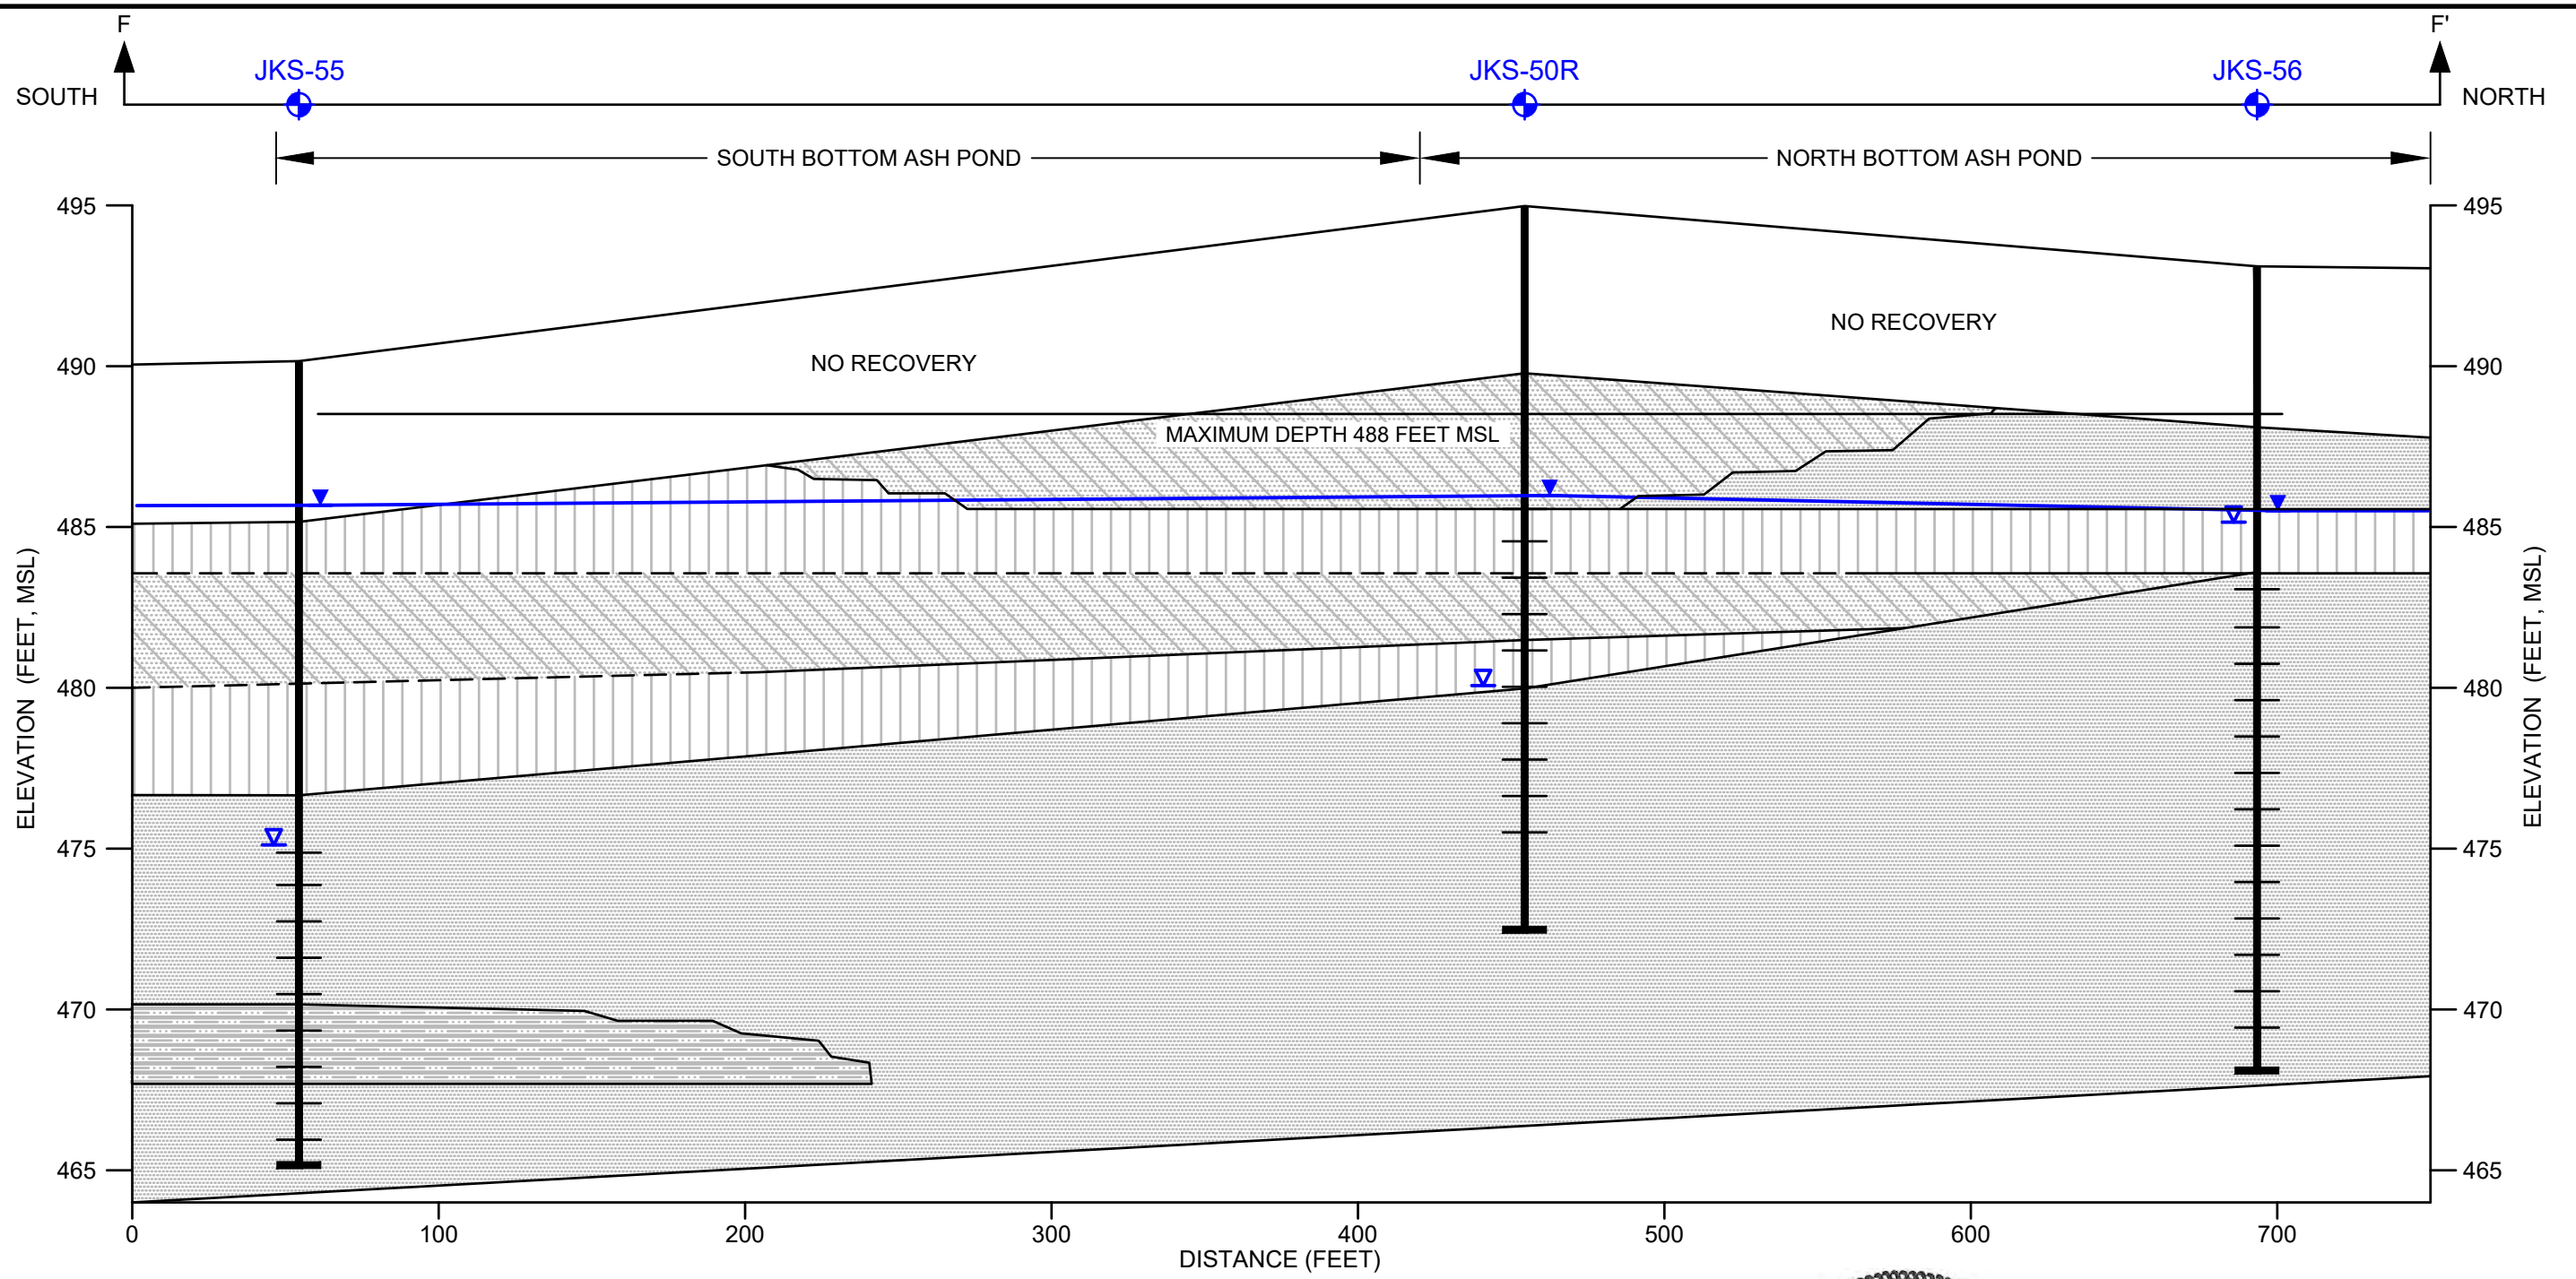 F F'
JKS-55 JKS-50R JKS-56
SOUTH NORTH
SOUTH BOTTOM ASH POND NORTH BOTTOM ASH POND
495 495
NO RECOVERY
NO RECOVERY
490 490
MAXIMUM DEPTH 488 FEET MSL
485 485
480 480
ELEVATION (FEET, MSL)
ELEVATION (FEET, MSL)
475 475
470 470
465 465
0 100 200 300 400 500 600 700
DISTANCE (FEET)